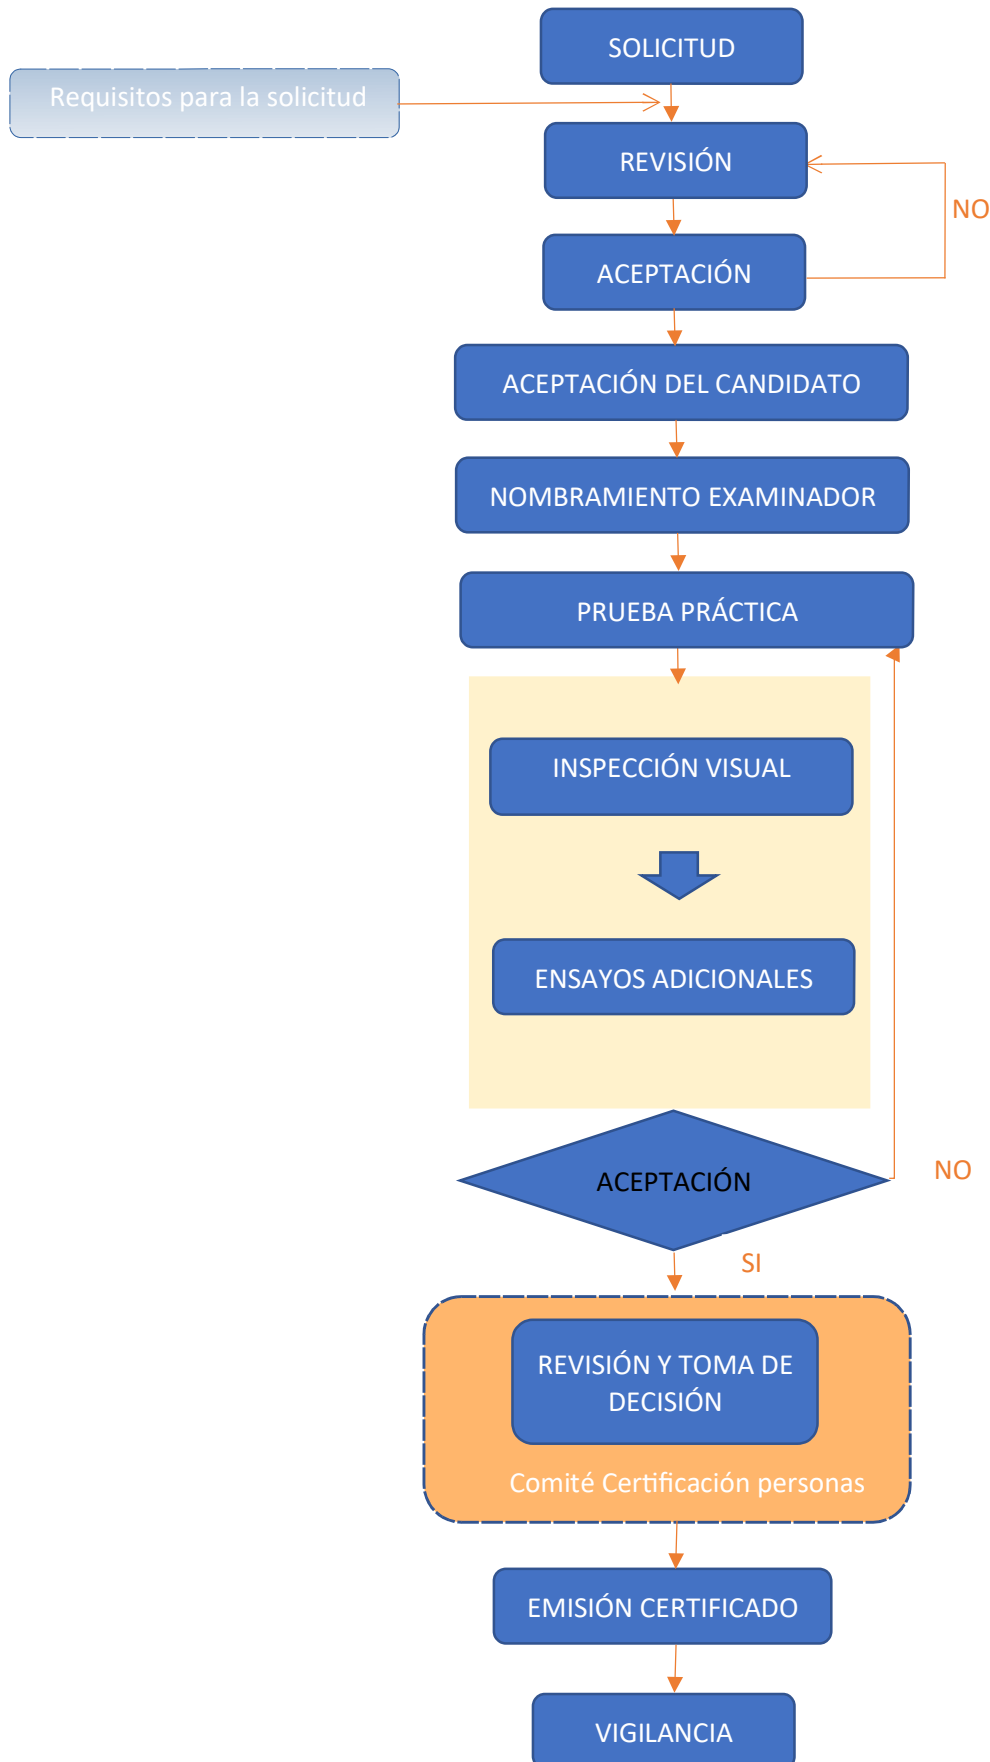 SOLICITUD
Requisitos para la solicitud
REVISIÓN
NO
ACEPTACIÓN
ACEPTACIÓN DEL CANDIDATO
NOMBRAMIENTO EXAMINADOR
PRUEBA PRÁCTICA
INSPECCIÓN VISUAL
ENSAYOS ADICIONALES
ACEPTACIÓN
NO
SI
REVISIÓN Y TOMA DE
DECISIÓN
Comité Certificación personas
EMISIÓN CERTIFICADO
VIGILANCIA